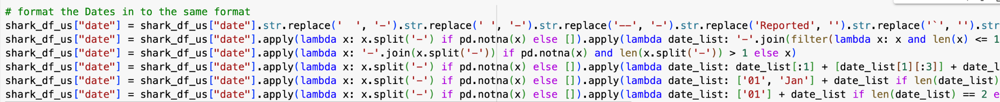 # format the Dates in to the same format
shark_df_us["date"] = shark_df_us["date"].str.replace('  ', '-').str.replace(' ', '-').str.replace('--', '-').str.replace('Reported', '').str.replace('`', '').str
shark_df_us["date"] = shark_df_us["date"].apply(lambda x: x.split('-') if pd.notna(x) else []).apply(lambda date_list: '-'.join(filter(lambda x: x and len(x) <= 1
shark_df_us["date"] = shark_df_us["date"].apply(lambda x: '-'.join(x.split('-')) if pd.notna(x) and len(x.split('-')) > 1 else x)
shark_df_us["date"] = shark_df_us["date"].apply(lambda x: x.split('-') if pd.notna(x) else []).apply(lambda date_list: date_list[:1] + [date_list[1][:3]] + date_l
shark_df_us["date"] = shark_df_us["date"].apply(lambda x: x.split('-') if pd.notna(x) else []).apply(lambda date_list: ['01', 'Jan'] + date_list if len(date_list)
shark_df_us["date"] = shark_df_us["date"].apply(lambda x: x.split('-') if pd.notna(x) else []).apply(lambda date_list: ['01'] + date_list if len(date_list) == 2 e